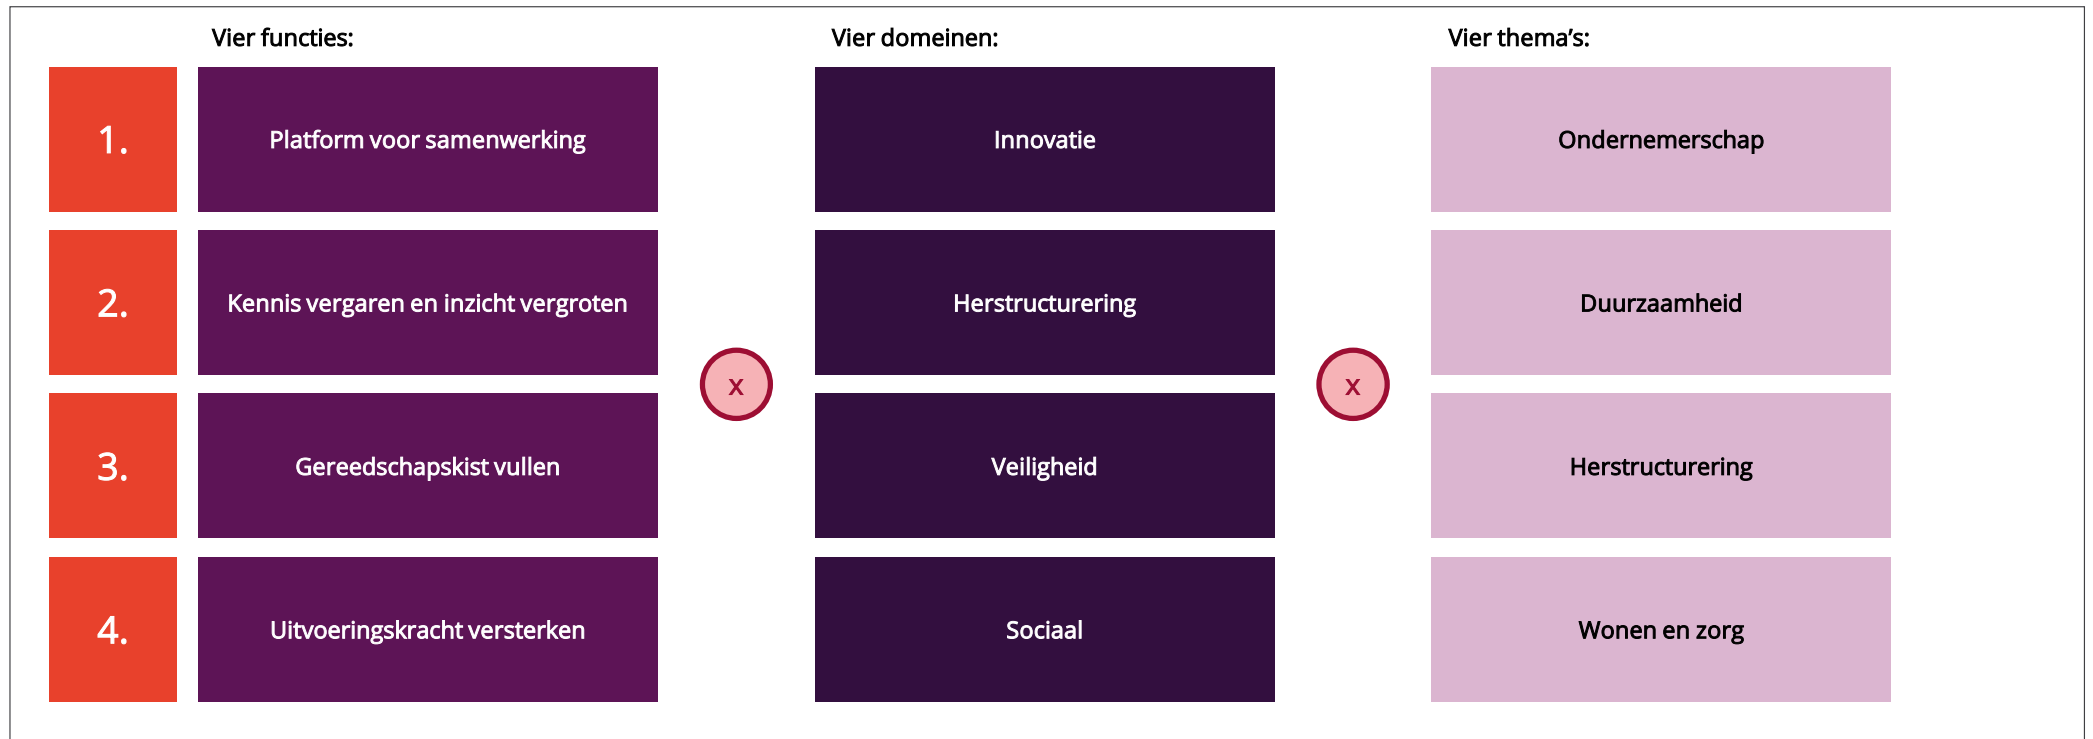 Vier functies:
Vier domeinen:
Vier thema’s:
1.
Platform voor samenwerking
Innovatie
Ondernemerschap
2.
Kennis vergaren en inzicht vergroten
Herstructurering
Duurzaamheid
x
x
3.
Gereedschapskist vullen
Veiligheid
Herstructurering
4.
Uitvoeringskracht versterken
Sociaal
Wonen en zorg